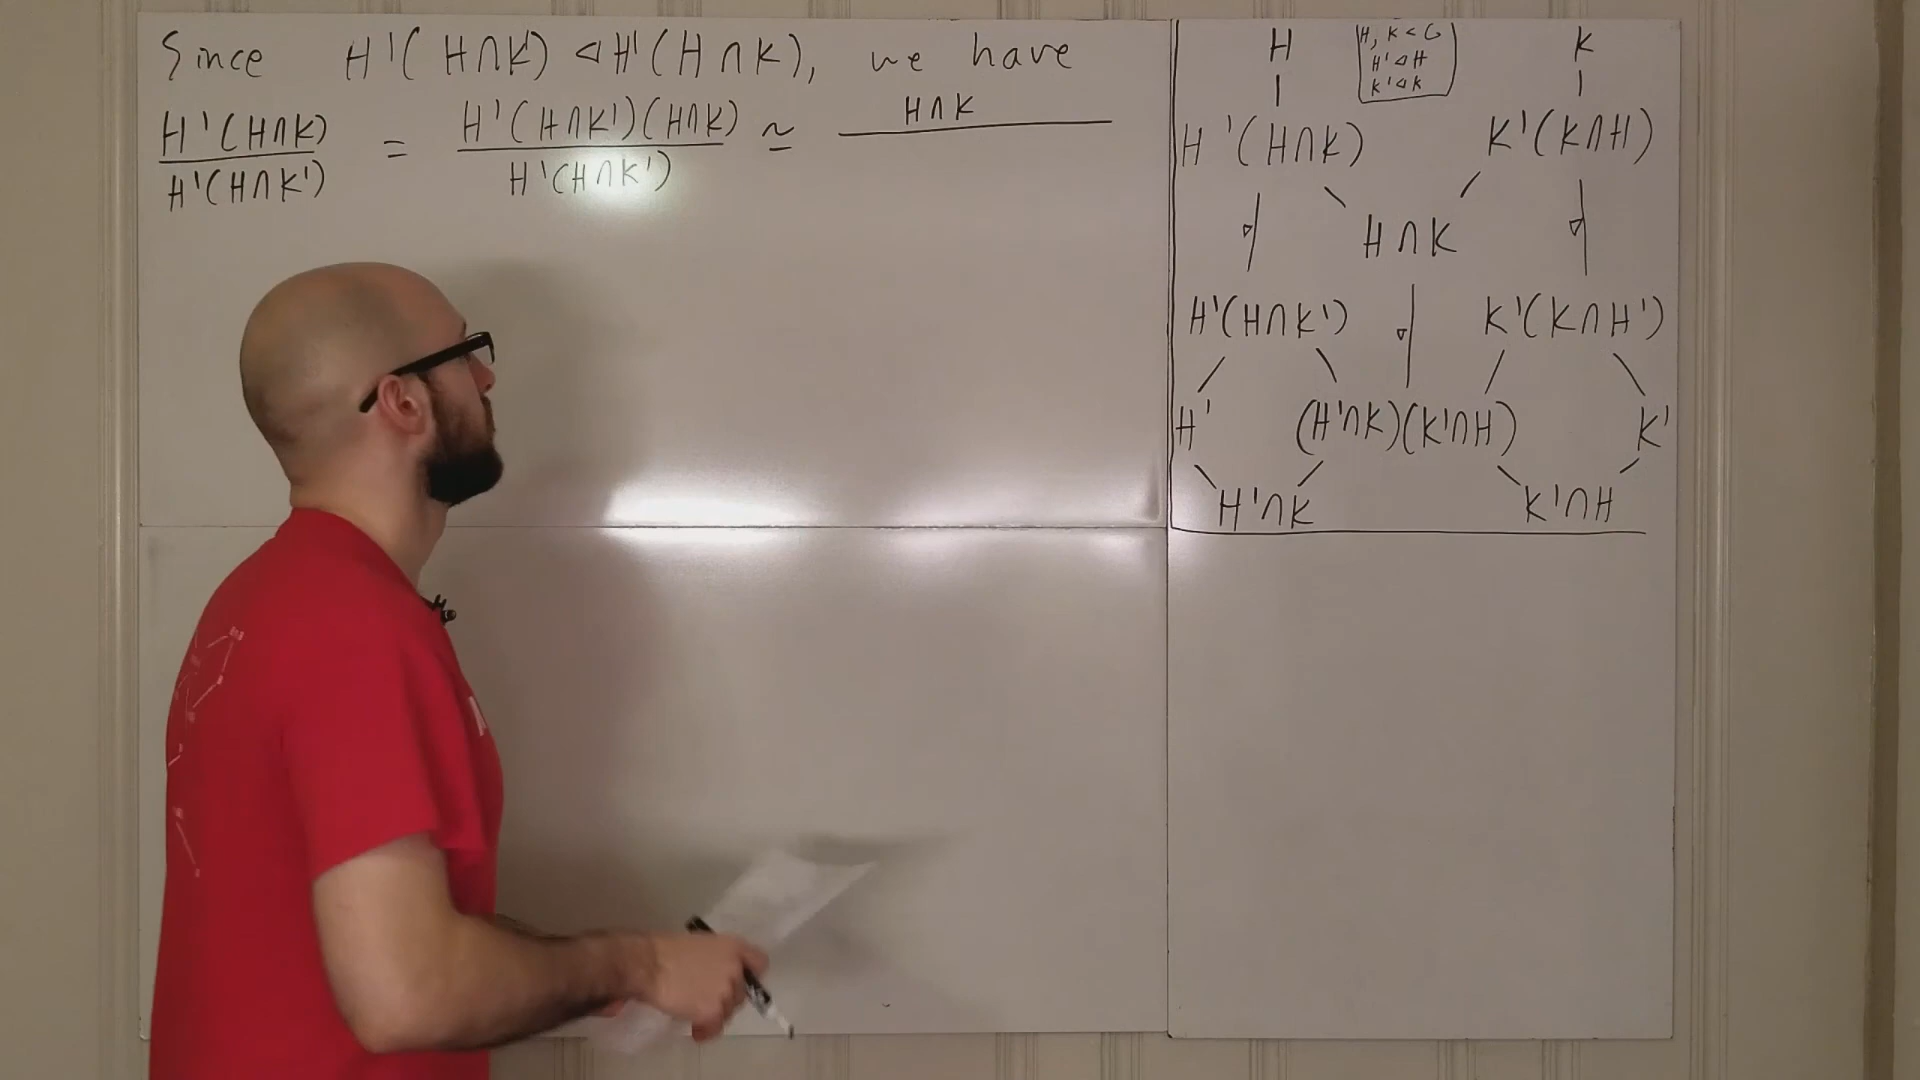 Since H'(H∩K') ⊲ H'(H∩K), we have
H'(H∩K) / H'(H∩K') = H'(H∩K')(H∩K) / H'(H∩K') ≃ H∩K /
H
H, K < G
H' ⊲ H
K' ⊲ K
K
H'(H∩K) K'(K∩H)
H∩K
H'(H∩K') K'(K∩H')
H' (H'∩K)(K'∩H) K'
H'∩K K'∩H